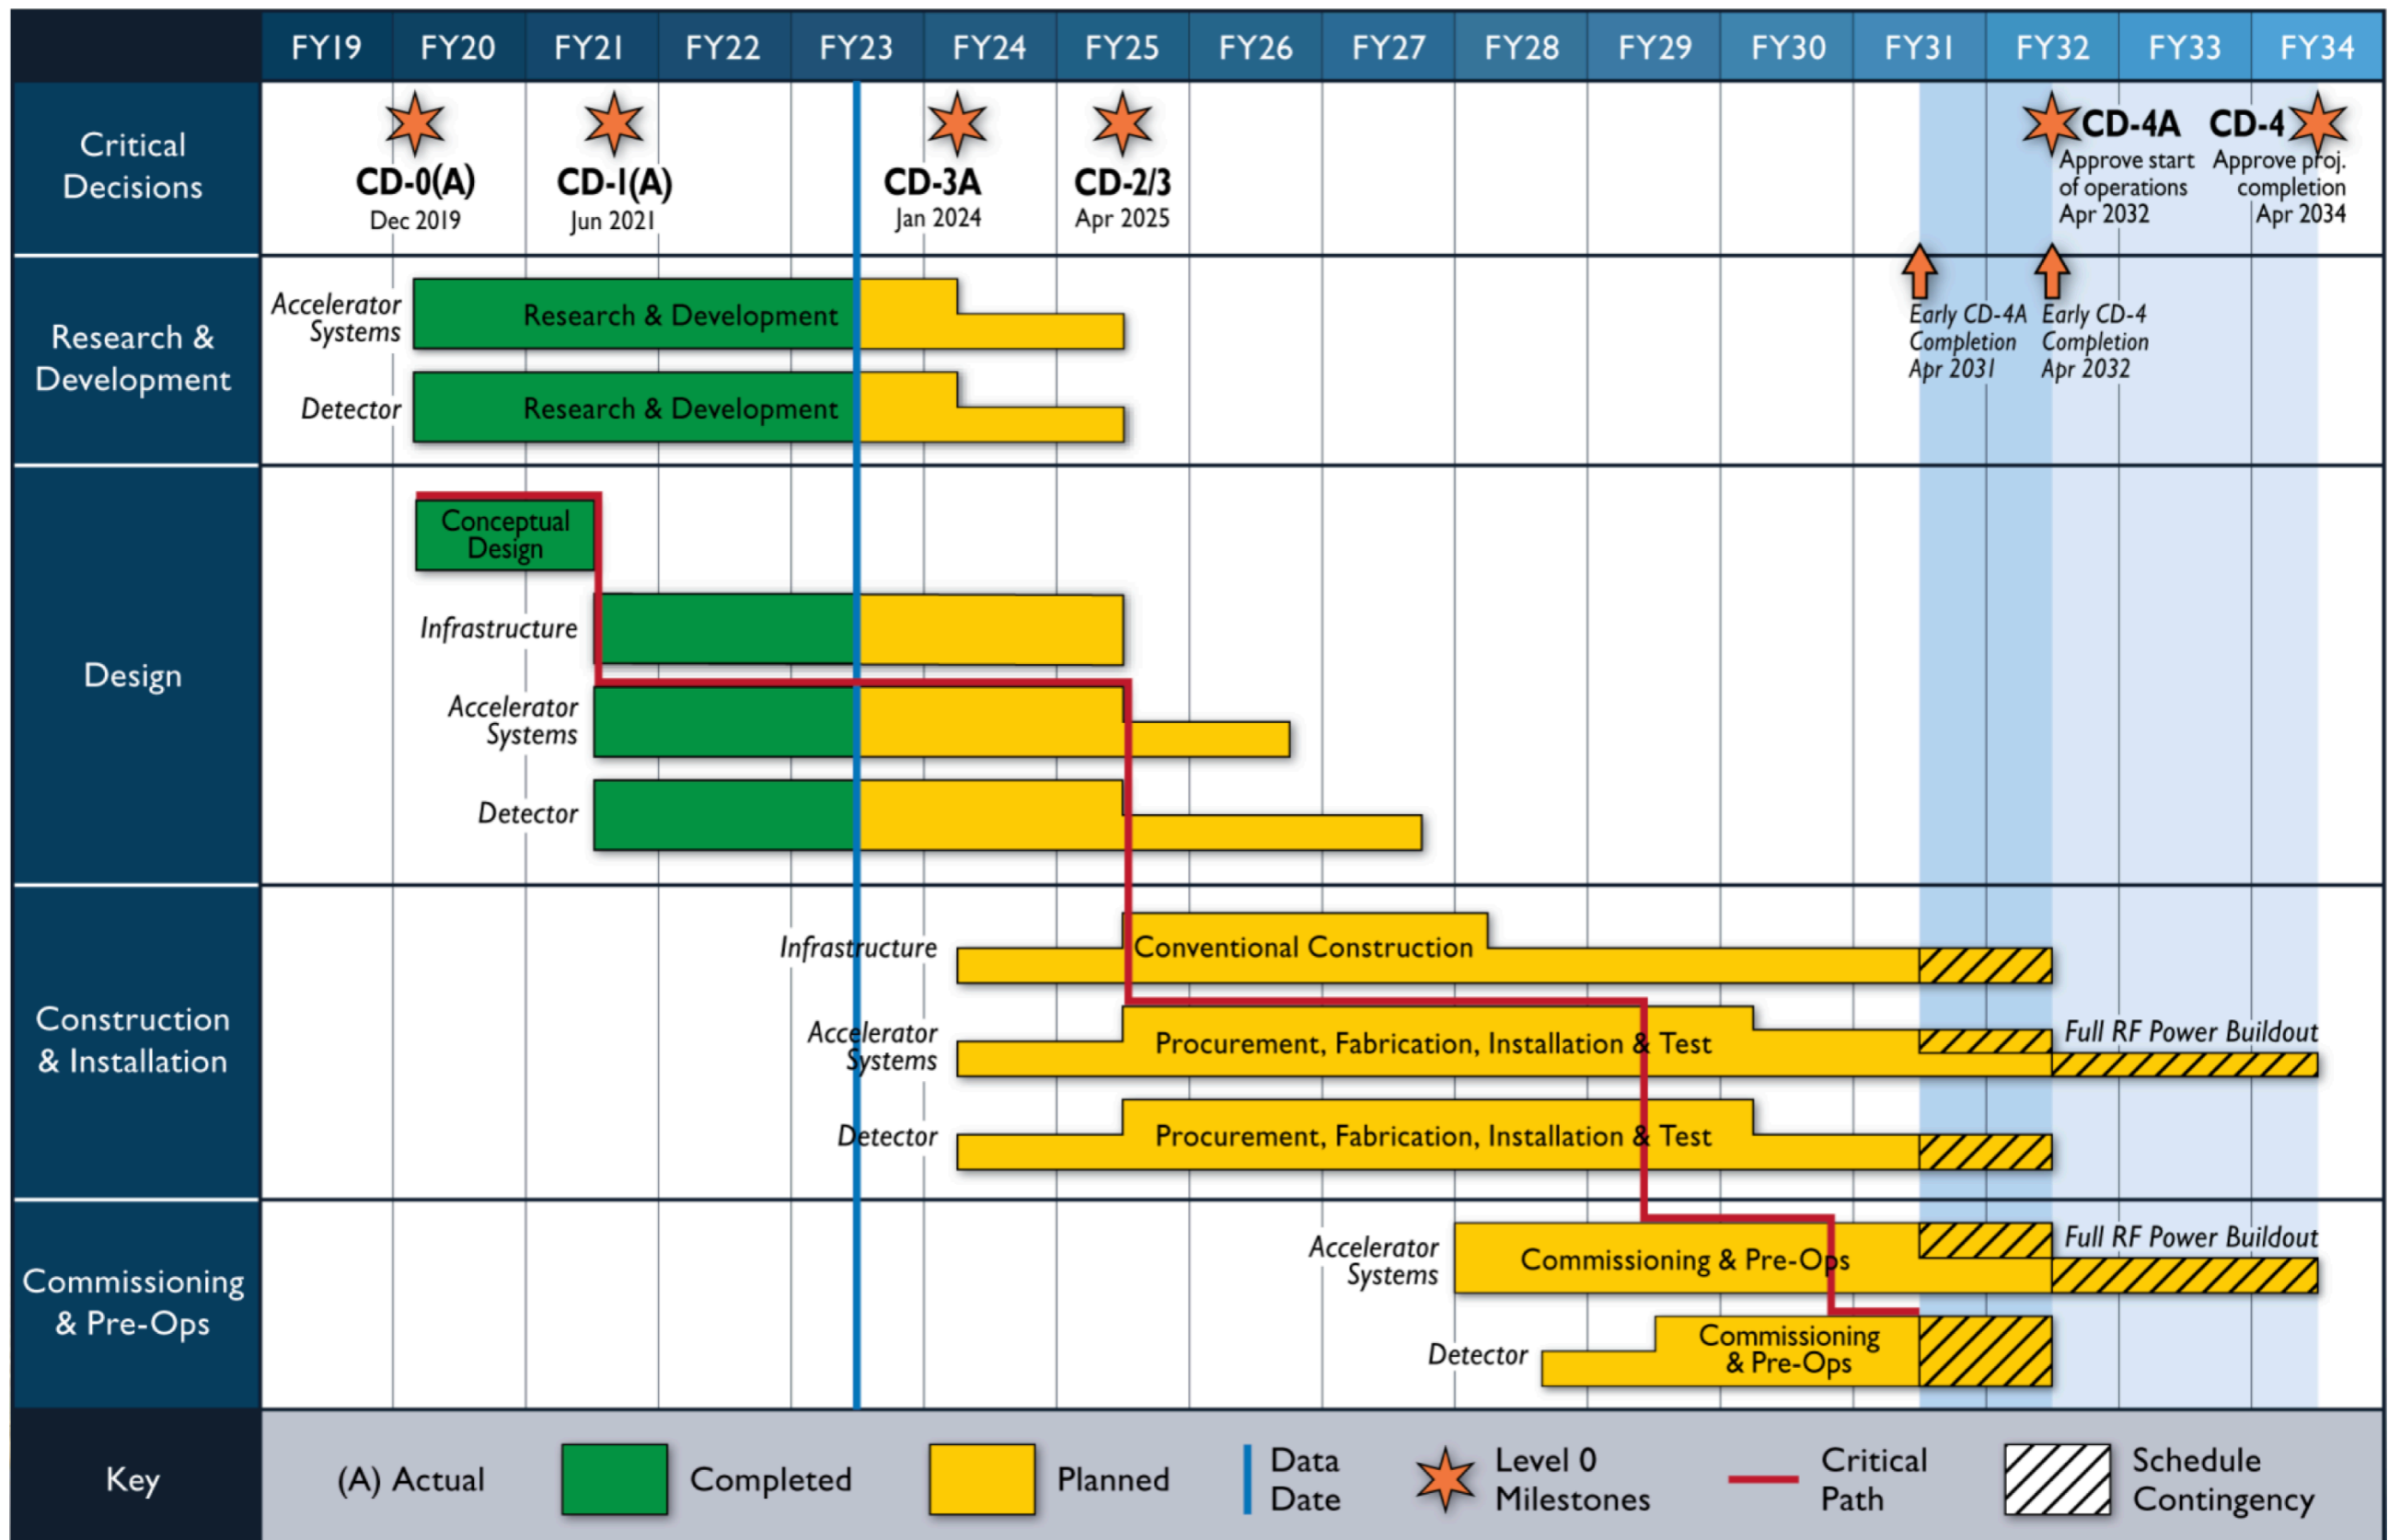 FY19 FY20 FY21 FY22 FY23 FY24 FY25 FY26 FY27 FY28 FY29 FY30 FY31 FY32 FY33 FY34
Critical
Decisions
CD-0(A)
Dec 2019
CD-1(A)
Jun 2021
CD-3A
Jan 2024
CD-2/3
Apr 2025
CD-4A
Approve start
of operations
Apr 2032
CD-4
Approve proj.
completion
Apr 2034
Research &
Development
Accelerator
Systems
Research & Development
Detector
Research & Development
Early CD-4A
Completion
Apr 2031
Early CD-4
Completion
Apr 2032
Design
Conceptual
Design
Infrastructure
Accelerator
Systems
Detector
Construction
& Installation
Infrastructure
Conventional Construction
Accelerator
Systems
Procurement, Fabrication, Installation & Test
Full RF Power Buildout
Detector
Procurement, Fabrication, Installation & Test
Commissioning
& Pre-Ops
Accelerator
Systems
Commissioning & Pre-Ops
Full RF Power Buildout
Detector
Commissioning
& Pre-Ops
Key
(A) Actual
Completed
Planned
Data
Date
Level 0
Milestones
Critical
Path
Schedule
Contingency